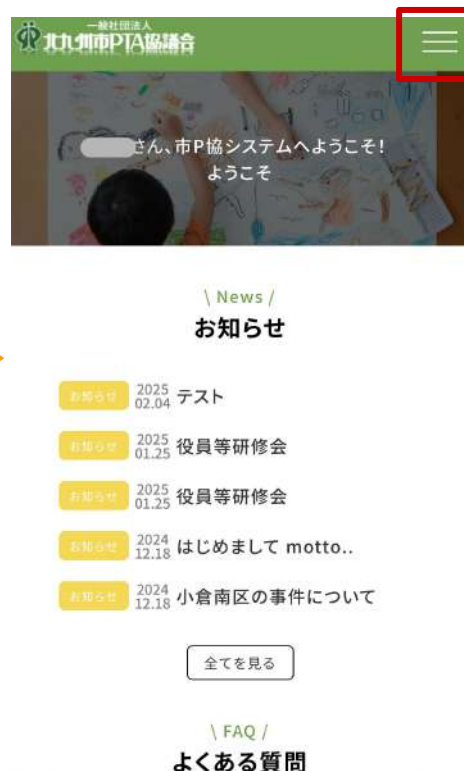 一般社団法人
北九州市PTA協議会
さん、市P協システムへようこそ!
ようこそ
\ News /
お知らせ
お知らせ 2025 02.04 テスト
お知らせ 2025 01.25 役員等研修会
お知らせ 2025 01.25 役員等研修会
お知らせ 2024 12.18 はじめまして motto..
お知らせ 2024 12.18 小倉南区の事件について
全てを見る
\ FAQ /
よくある質問